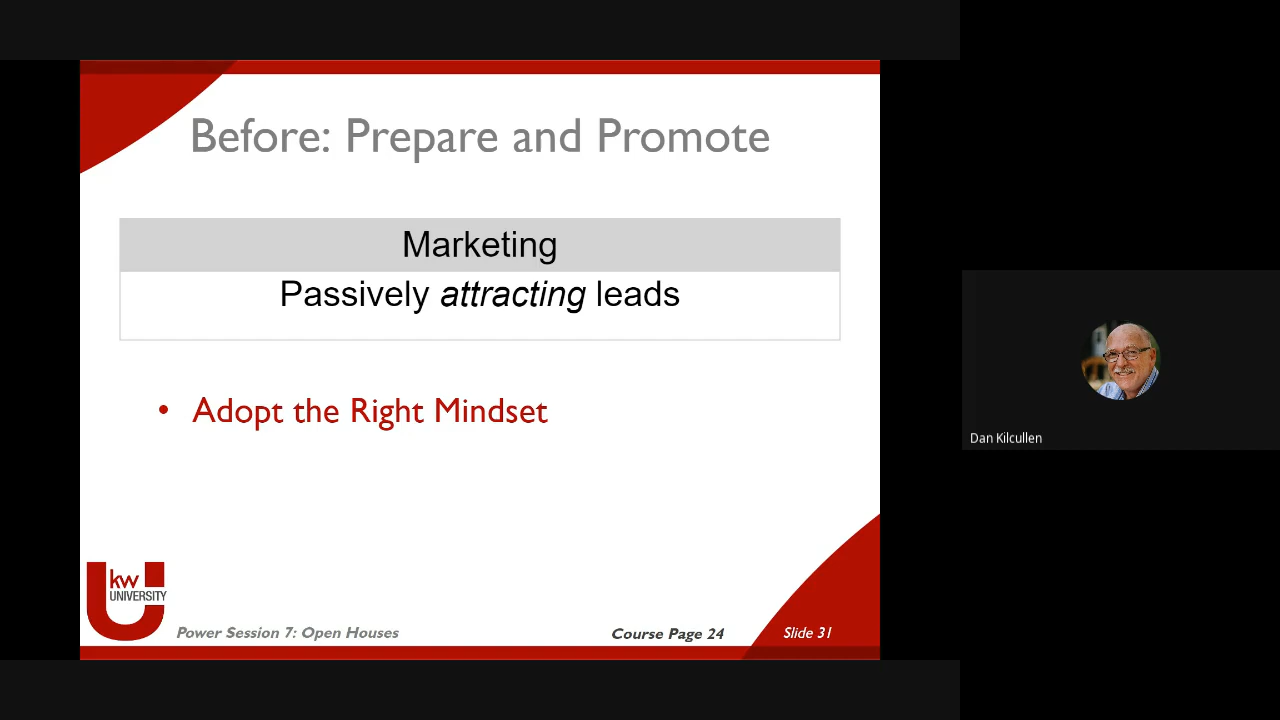 Before: Prepare and Promote
Marketing
Passively attracting leads
• Adopt the Right Mindset
kw
UNIVERSITY
Power Session 7: Open Houses
Course Page 24
Slide 31
Dan Kilcullen